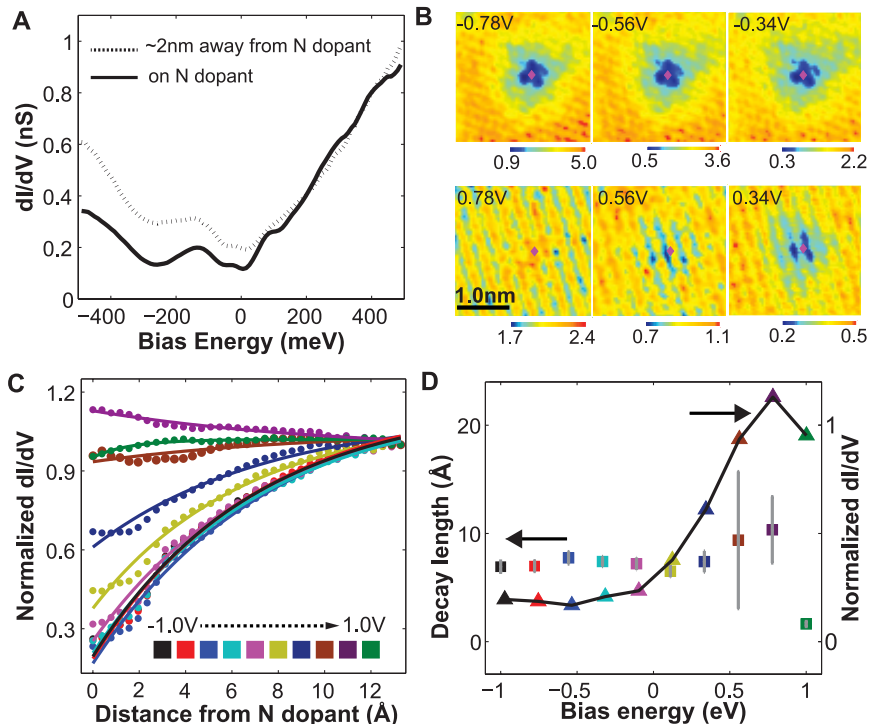 A
~2nm away from N dopant
on N dopant
dI/dV (nS)
1
0.8
0.6
0.4
0.2
0
-400
-200
0
200
400
Bias Energy (meV)
B
-0.78V
-0.56V
-0.34V
0.9
5.0
0.5
3.6
0.3
2.2
0.78V
0.56V
0.34V
1.0nm
1.7
2.4
0.7
1.1
0.2
0.5
C
Normalized dI/dV
1.2
0.9
0.6
0.3
-1.0V
1.0V
0
2
4
6
8
10
12
Distance from N dopant (Å)
D
Decay length (Å)
20
10
0
Normalized dI/dV
1
0
−1
−0.5
0
0.5
1
Bias energy (eV)